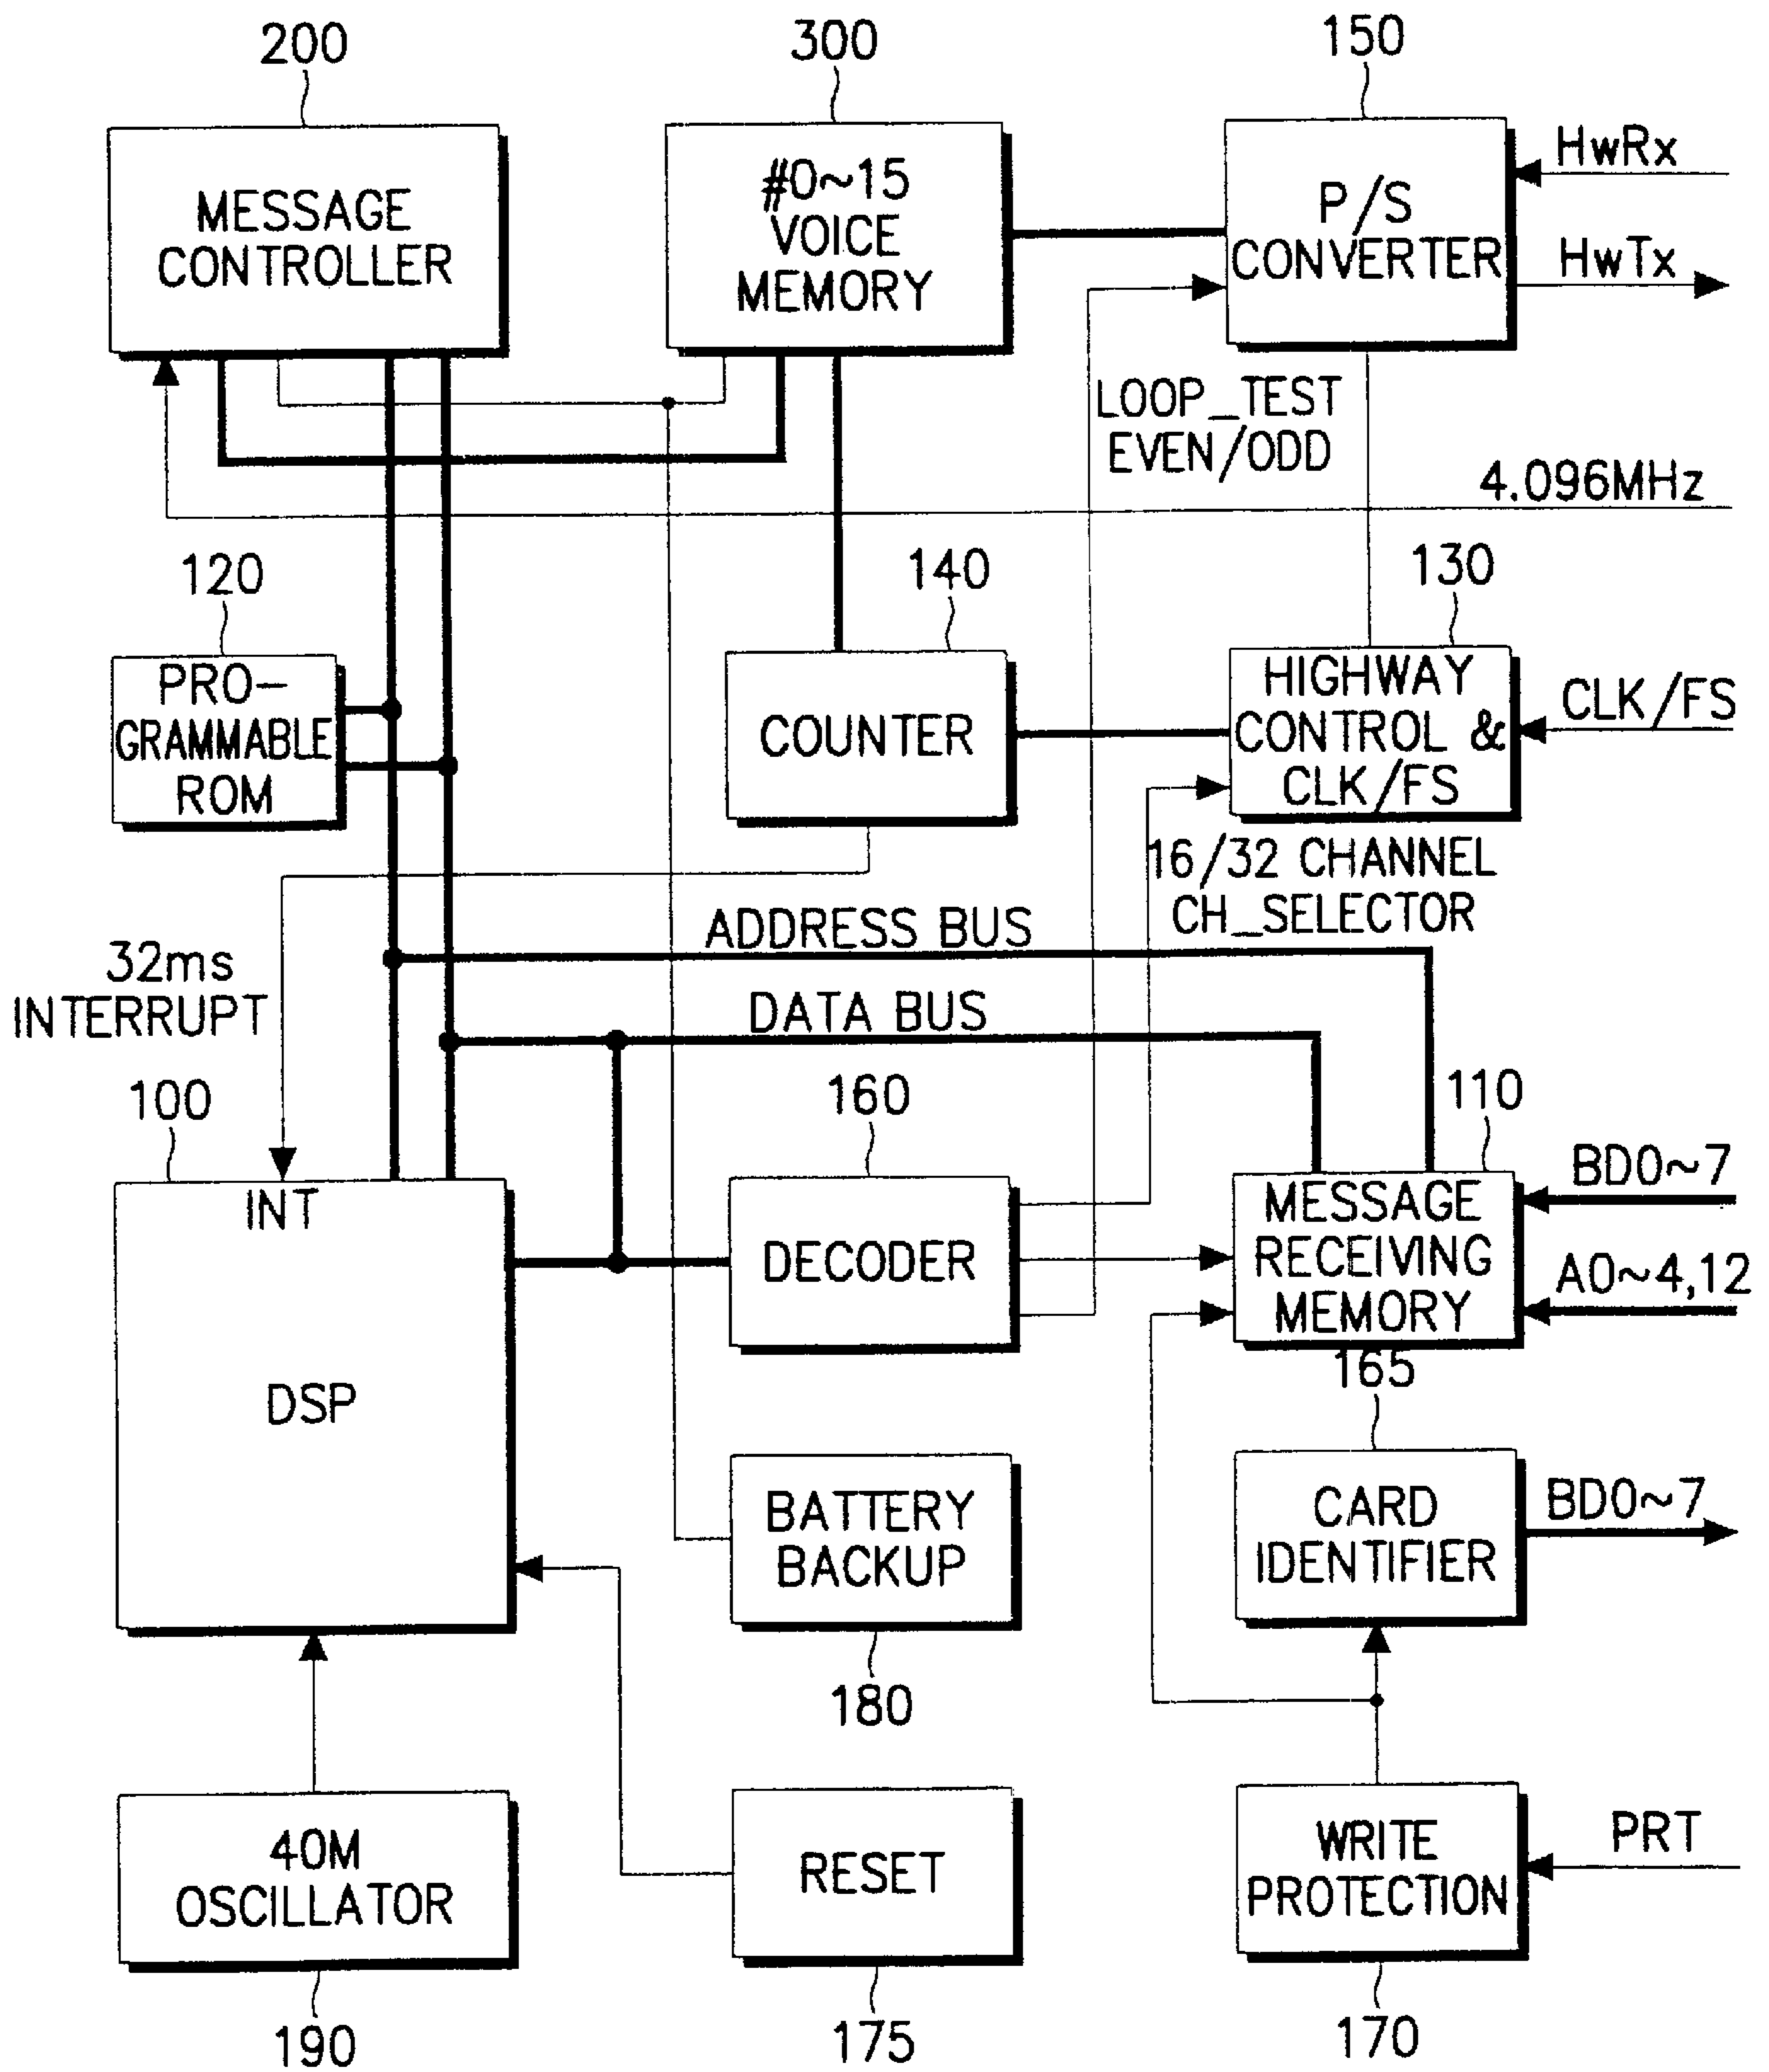 200
300
150
MESSAGE
CONTROLLER
#0~15
VOICE
MEMORY
P/S
CONVERTER
HwRx
HwTx
LOOP_TEST
EVEN/ODD
4.096MHz
120
140
130
PRO-
GRAMMABLE
ROM
COUNTER
HIGHWAY
CONTROL &
CLK/FS
CLK/FS
16/32 CHANNEL
CH_SELECTOR
ADDRESS BUS
32ms
INTERRUPT
DATA BUS
100
160
110
INT
DSP
DECODER
MESSAGE
RECEIVING
MEMORY
BD0~7
A0~4,12
165
BATTERY
BACKUP
CARD
IDENTIFIER
BD0~7
180
40M
OSCILLATOR
RESET
WRITE
PROTECTION
PRT
190
175
170